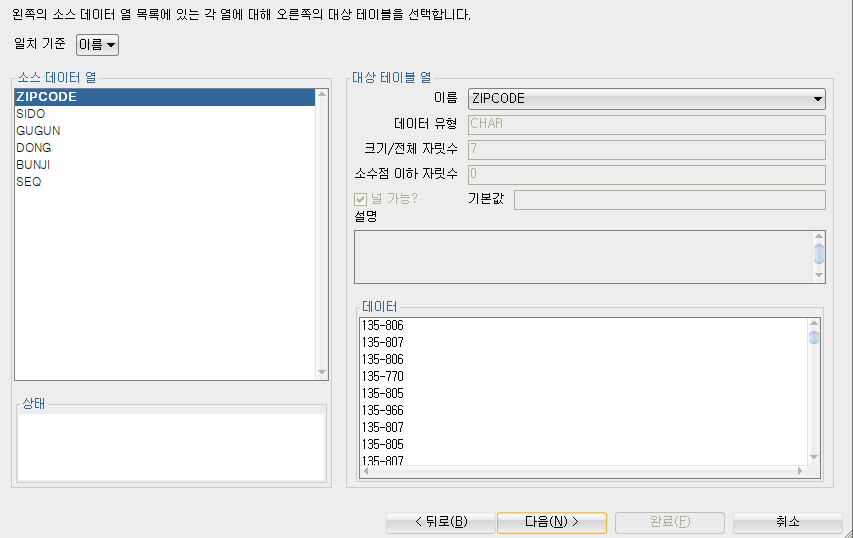 왼쪽의 소스 데이터 열 목록에 있는 각 열에 대해 오른쪽의 대상 테이블을 선택합니다.
일치 기준 이름
소스 데이터 열
ZIPCODE
SIDO
GUGUN
DONG
BUNJI
SEQ
상태
대상 테이블 열
이름 ZIPCODE
데이터 유형 CHAR
크기/전체 자릿수 7
소수점 이하 자릿수 0
널 가능? 기본값
설명
데이터
135-806
135-807
135-806
135-770
135-805
135-966
135-807
135-805
135-807
< 뒤로(B) 다음(N) > 완료(F) 취소